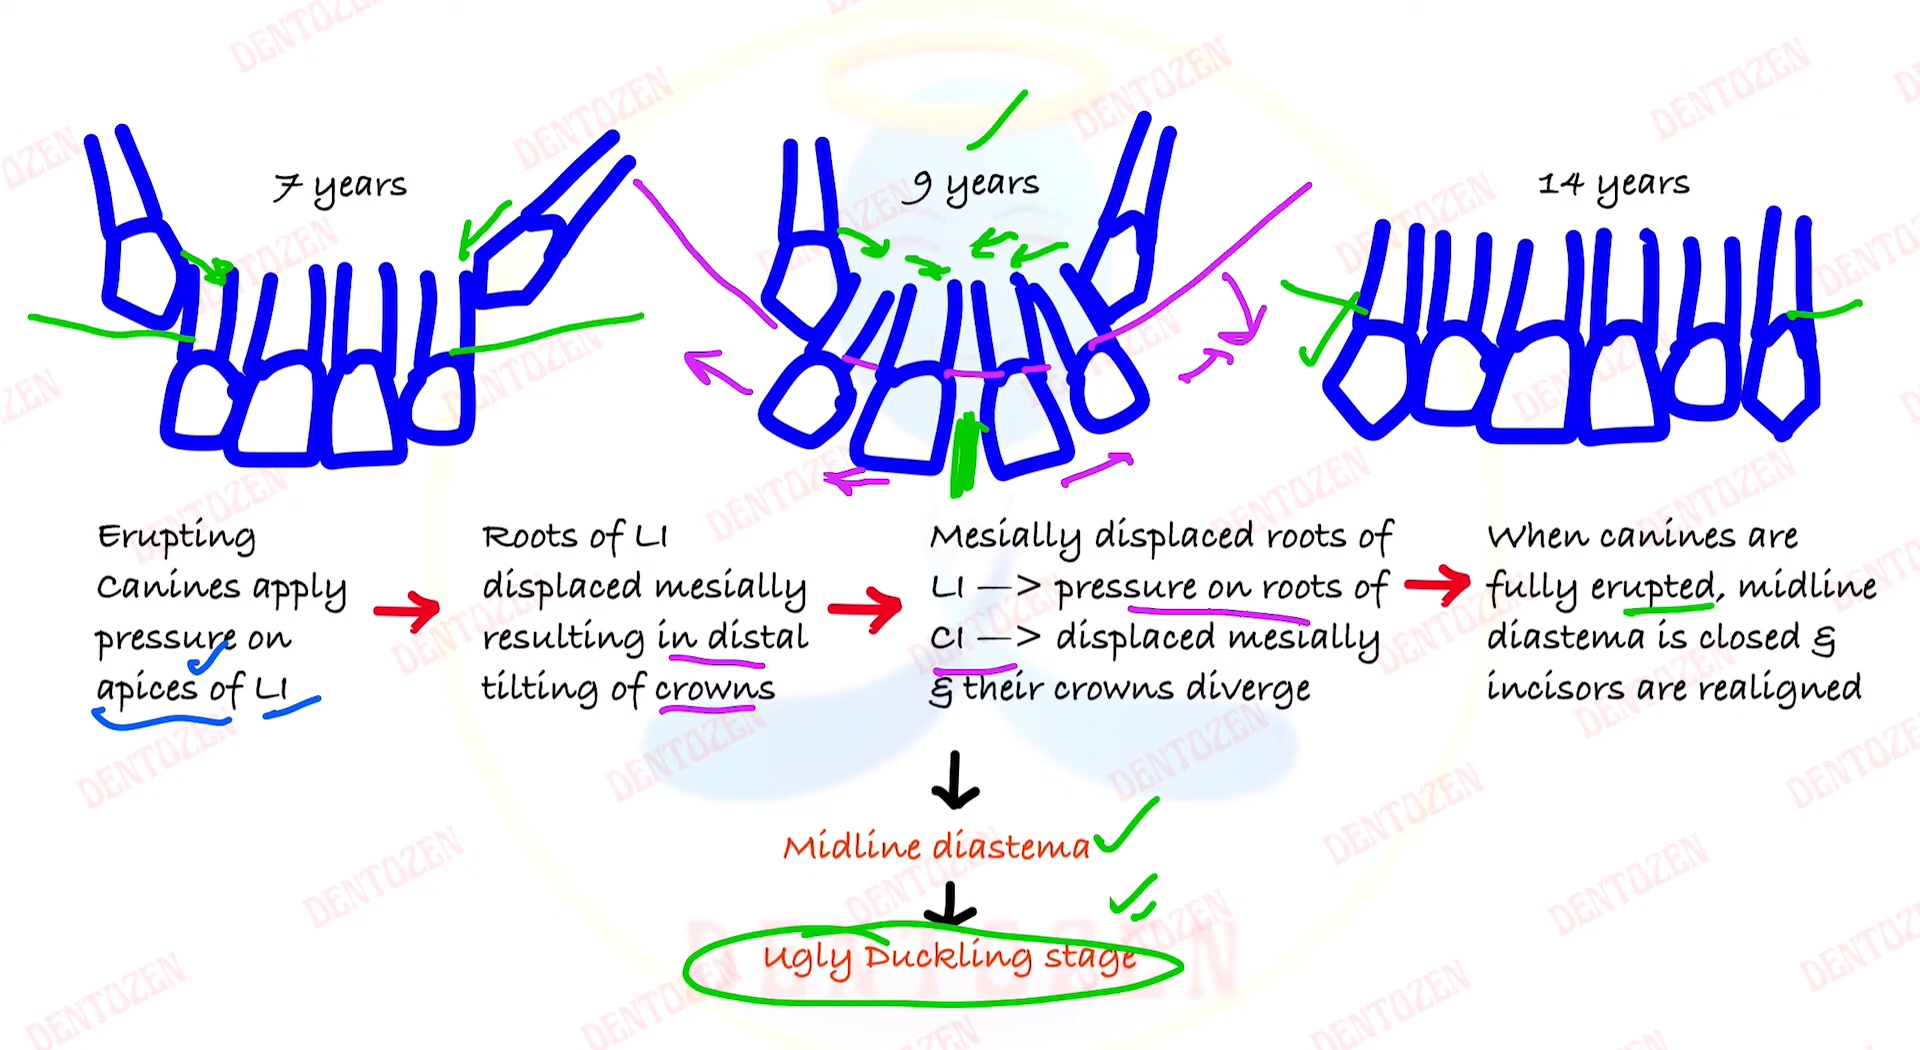 7 years
9 years
14 years
Erupting
Canines apply
pressure on
apices of LI
Roots of LI
displaced mesially
resulting in distal
tilting of crowns
Mesially displaced roots of
LI —> pressure on roots of
CI —> displaced mesially
& their crowns diverge
When canines are
fully erupted, midline
diastema is closed &
incisors are realigned
Midline diastema
Ugly Duckling stage
DENTOZEN